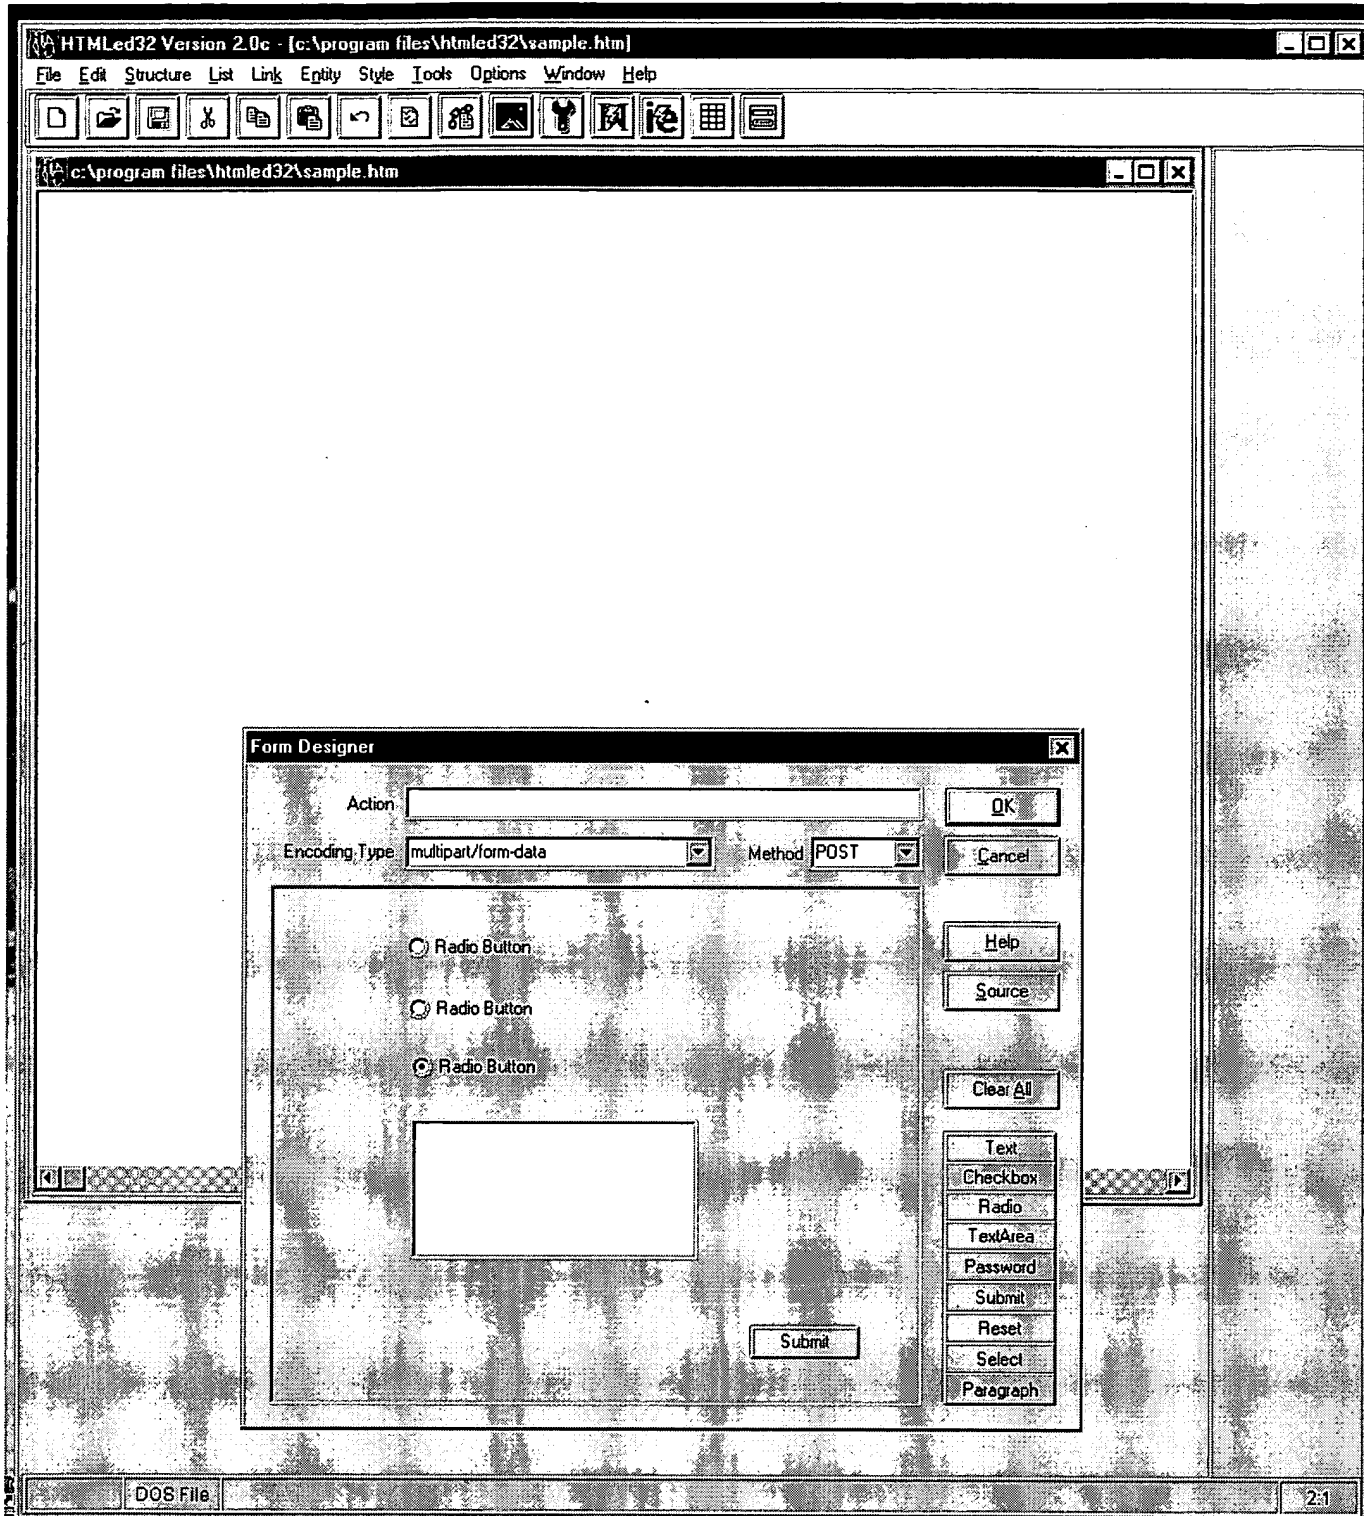 HTMLed32 Version 2.0c - [c:\program files\htmled32\sample.htm]
File Edit Structure List Link Entity Style Tools Options Window Help
c:\program files\htmled32\sample.htm
Form Designer
Action
OK
Encoding Type multipart/form-data Method POST
Cancel
Radio Button
Help
Source
Radio Button
Radio Button
Clear All
Text
Checkbox
Radio
TextArea
Password
Submit
Reset
Select
Paragraph
Submit
DOS File 2:1